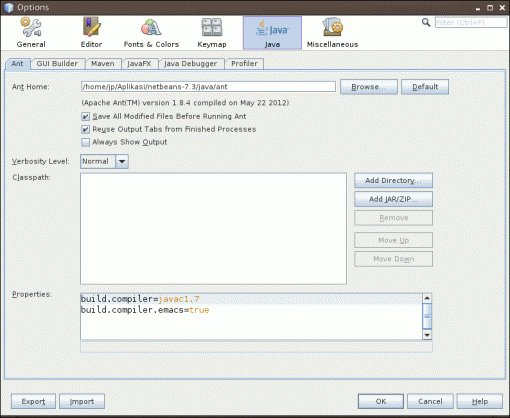 Options
General Editor Fonts & Colors Keymap Java Miscellaneous
Filter (Ctrl+F)
Ant GUI Builder Maven JavaFX Java Debugger Profiler
Ant Home: /home/jp/Aplikasi/netbeans-7.3/java/ant Browse... Default
(Apache Ant(TM) version 1.8.4 compiled on May 22 2012)
Save All Modified Files Before Running Ant
Reuse Output Tabs from Finished Processes
Always Show Output
Verbosity Level: Normal
Classpath:
Add Directory...
Add JAR/ZIP...
Remove
Move Up
Move Down
Properties:
build.compiler=javac1.7
build.compiler.emacs=true
Export Import OK Cancel Help